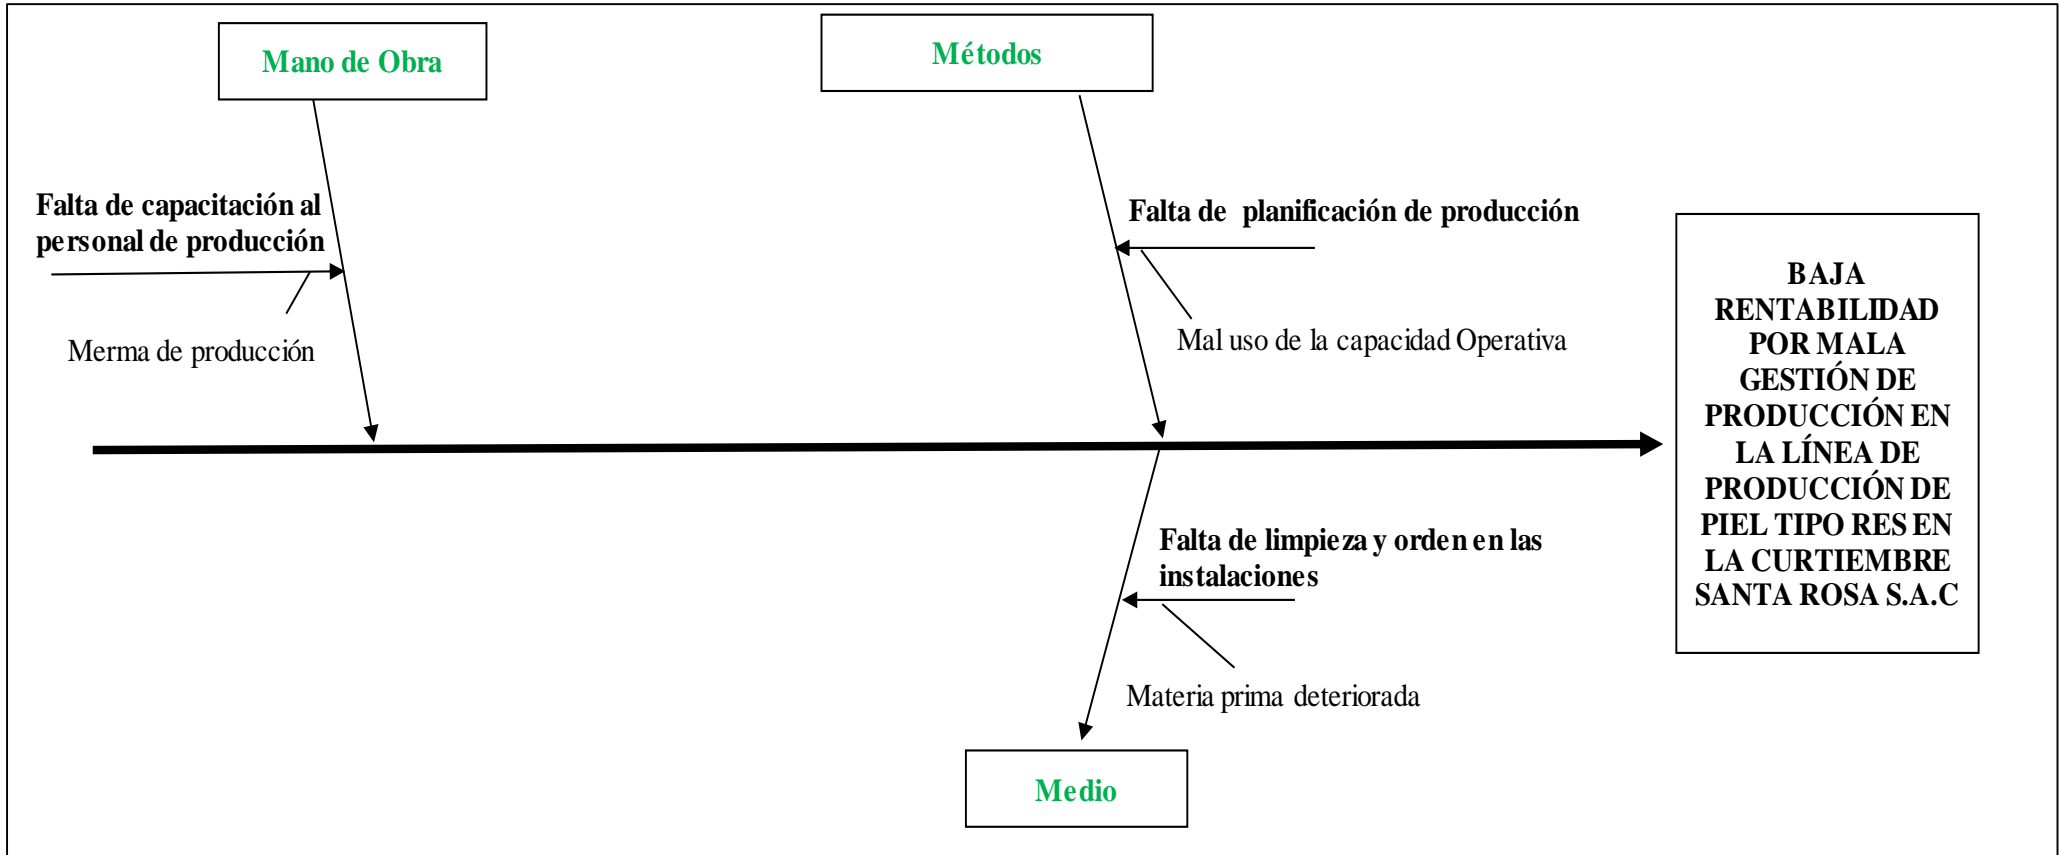 Mano de Obra
Métodos
Falta de capacitación al
personal de producción
Merma de producción
Falta de planificación de producción
Mal uso de la capacidad Operativa
BAJA
RENTABILIDAD
POR MALA
GESTIÓN DE
PRODUCCIÓN EN
LA LÍNEA DE
PRODUCCIÓN DE
PIEL TIPO RES EN
LA CURTIEMBRE
SANTA ROSA S.A.C
Falta de limpieza y orden en las
instalaciones
Materia prima deteriorada
Medio